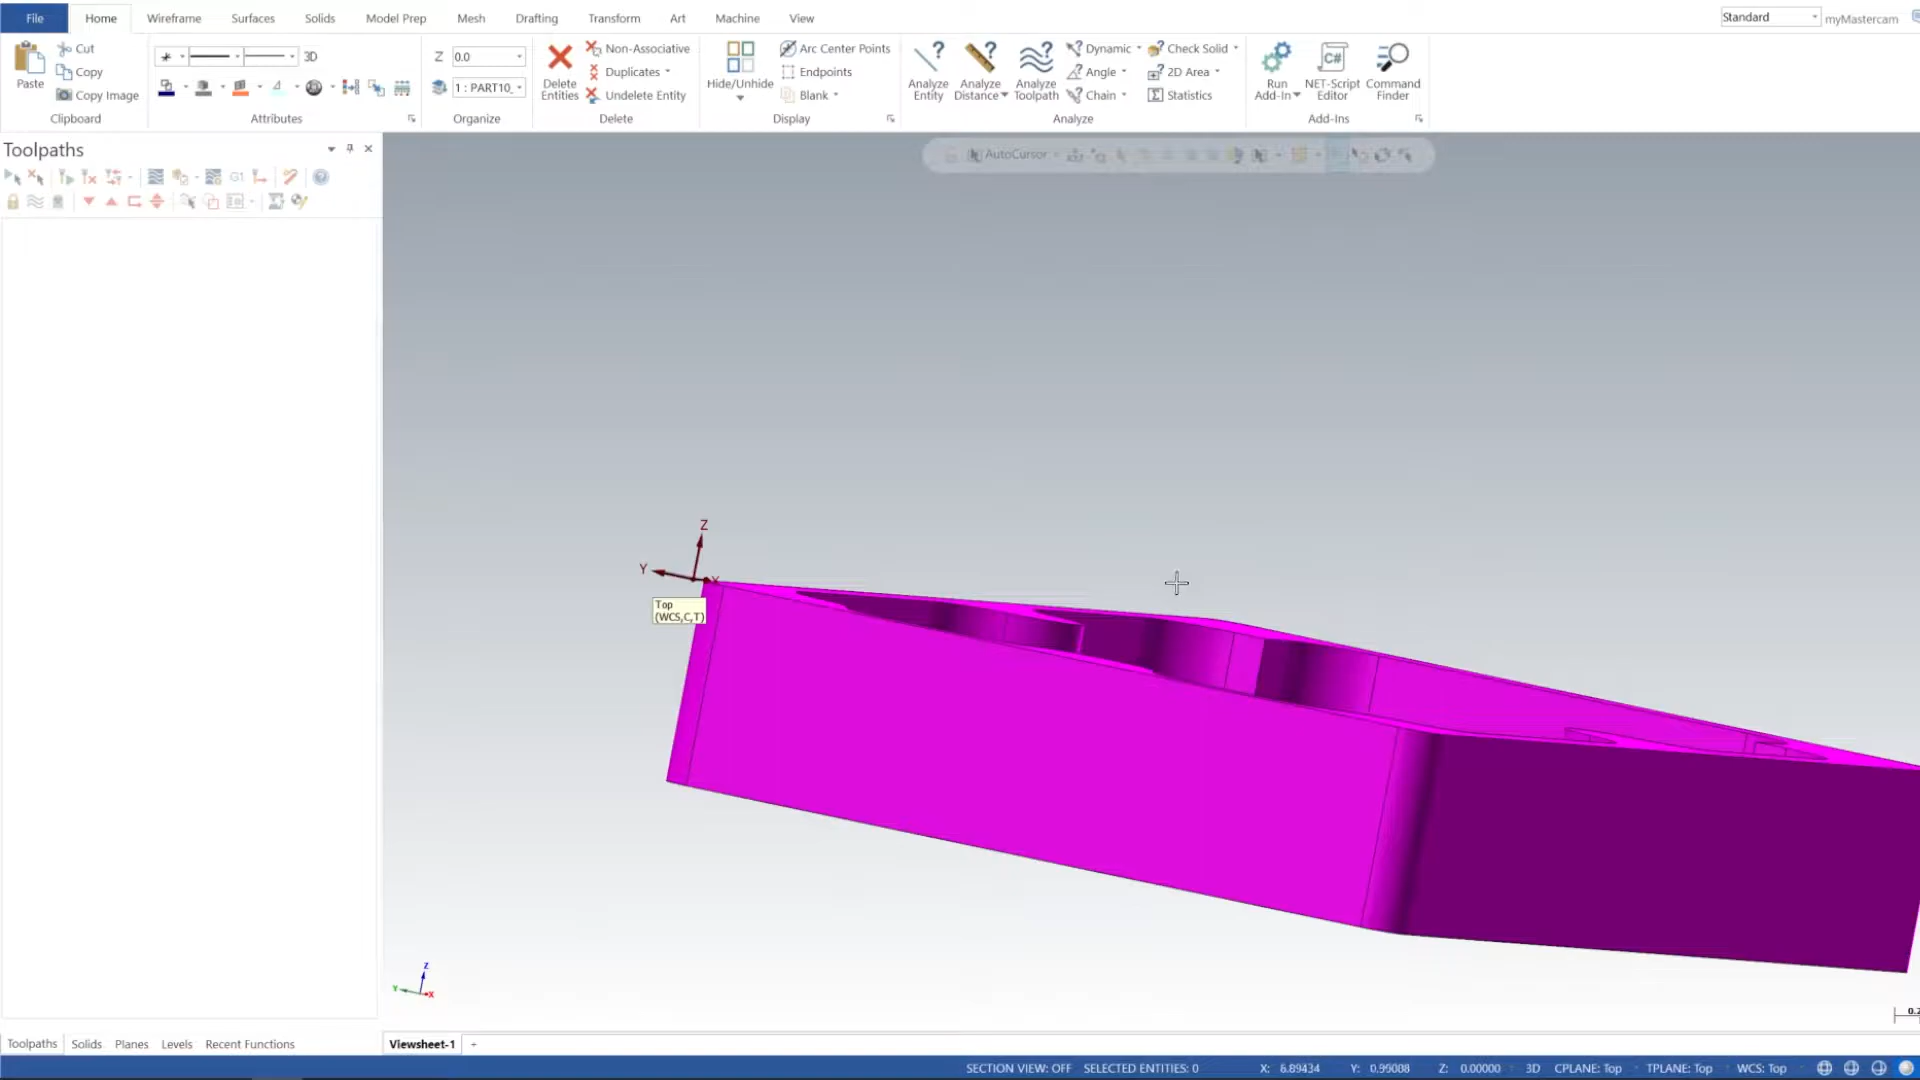 File Home Wireframe Surfaces Solids Model Prep Mesh Drafting Transform Art Machine View Standard myMastercam
Paste Cut Copy Copy Image
Clipboard
3D
Attributes
Z 0.0
1 : PART10_
Organize
Delete Entities Non-Associative Duplicates Undelete Entity
Delete
Hide/Unhide Arc Center Points Endpoints Blank
Display
Analyze Entity Analyze Distance Analyze Toolpath Dynamic Angle Chain Check Solid 2D Area Statistics
Analyze
Run Add-In C# NET-Script Editor Command Finder
Add-Ins
Toolpaths
G1
AutoCursor
Z
Y
X
Top
(WCS,C,T)
Z
Y
X
Toolpaths Solids Planes Levels Recent Functions Viewsheet-1 +
SECTION VIEW: OFF SELECTED ENTITIES: 0 X: 6.89434 Y: 0.99008 Z: 0.00000 3D CPLANE: Top TPLANE: Top WCS: Top